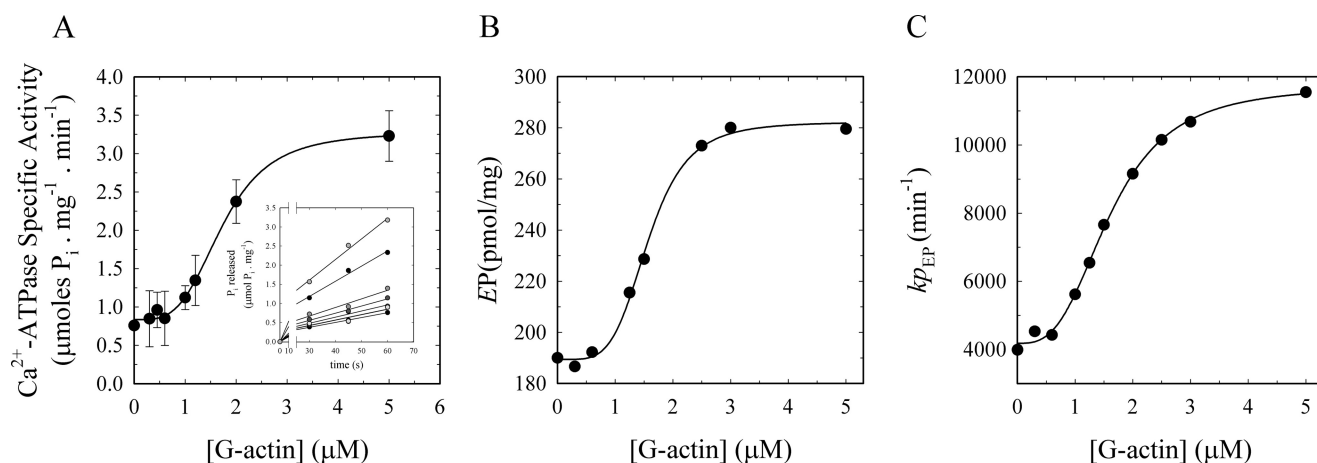 A
Ca²⁺-ATPase Specific Activity
(μmoles Pᵢ . mg⁻¹ . min⁻¹)
4.0
3.5
3.0
2.5
2.0
1.5
1.0
0.5
0.0
0 1 2 3 4 5 6
[G-actin] (μM)
Pᵢ released
(μmol Pᵢ . mg⁻¹)
3.5
3.0
2.5
2.0
1.5
1.0
0.5
0.0
0 10 30 40 50 60 70
time (s)
B
EP(pmol/mg)
300
280
260
240
220
200
180
0 1 2 3 4 5
[G-actin] (μM)
C
kp_EP (min⁻¹)
12000
10000
8000
6000
4000
0 1 2 3 4 5
[G-actin] (μM)